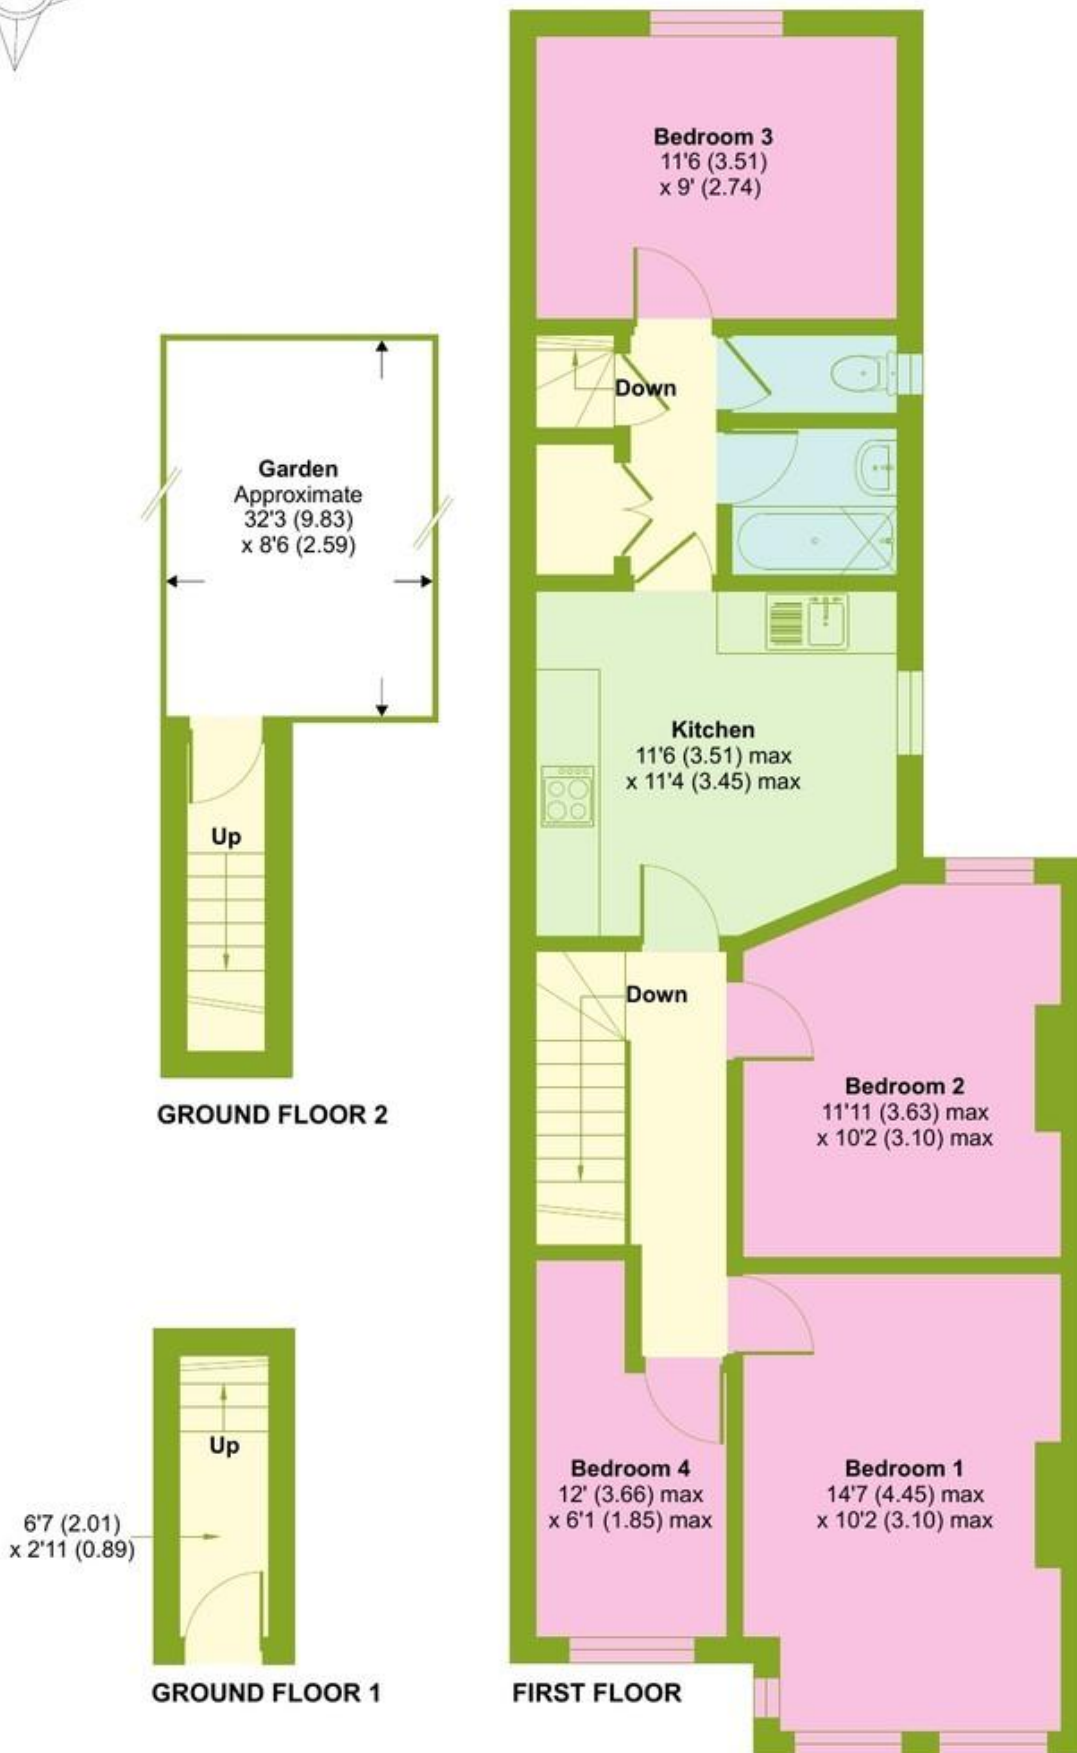 Bedroom 3
11'6 (3.51)
x 9' (2.74)
Down
Garden
Approximate
32'3 (9.83)
x 8'6 (2.59)
Kitchen
11'6 (3.51) max
x 11'4 (3.45) max
Up
Down
Bedroom 2
11'11 (3.63) max
x 10'2 (3.10) max
GROUND FLOOR 2
Up
6'7 (2.01)
x 2'11 (0.89)
Bedroom 4
12' (3.66) max
x 6'1 (1.85) max
Bedroom 1
14'7 (4.45) max
x 10'2 (3.10) max
GROUND FLOOR 1
FIRST FLOOR